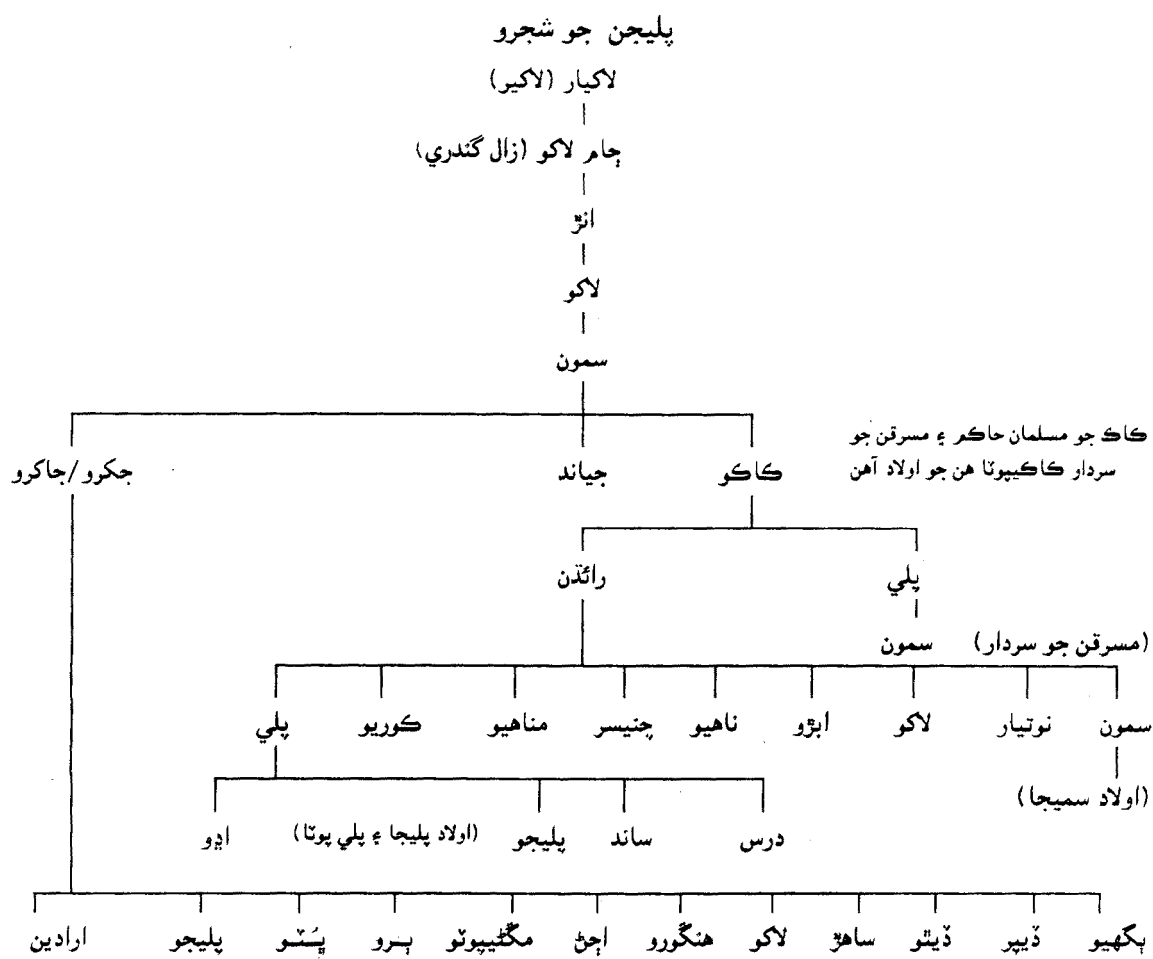 پليجن جو شجرو
لاکيار (لاکير)
ڄام لاکو (زال گندري)
انڙ
لاکو
سمون
ڪاڪ جو مسلمان حاڪم ۽ مسرقن جو
سردار ڪاڪيپوٽا هن جو اولاد آهن
ڪاڪو جياند جکرو/جاکرو
پلي رائڌن
(مسرقن جو سردار) سمون
سمون نوتيار لاکو ابڙو ناهيو چنيسر مناهيو ڪوريو پلي
(اولاد سميجا)
درس ساند پليجو (اولاد پليجا ۽ پلي پوٽا) اڍو
ٻگهيو ڏيپر ڏيٿو ساهڙ لاکو هنگورو اڄڻ مگڻيپوٽو ٻرو پليجو ارادين